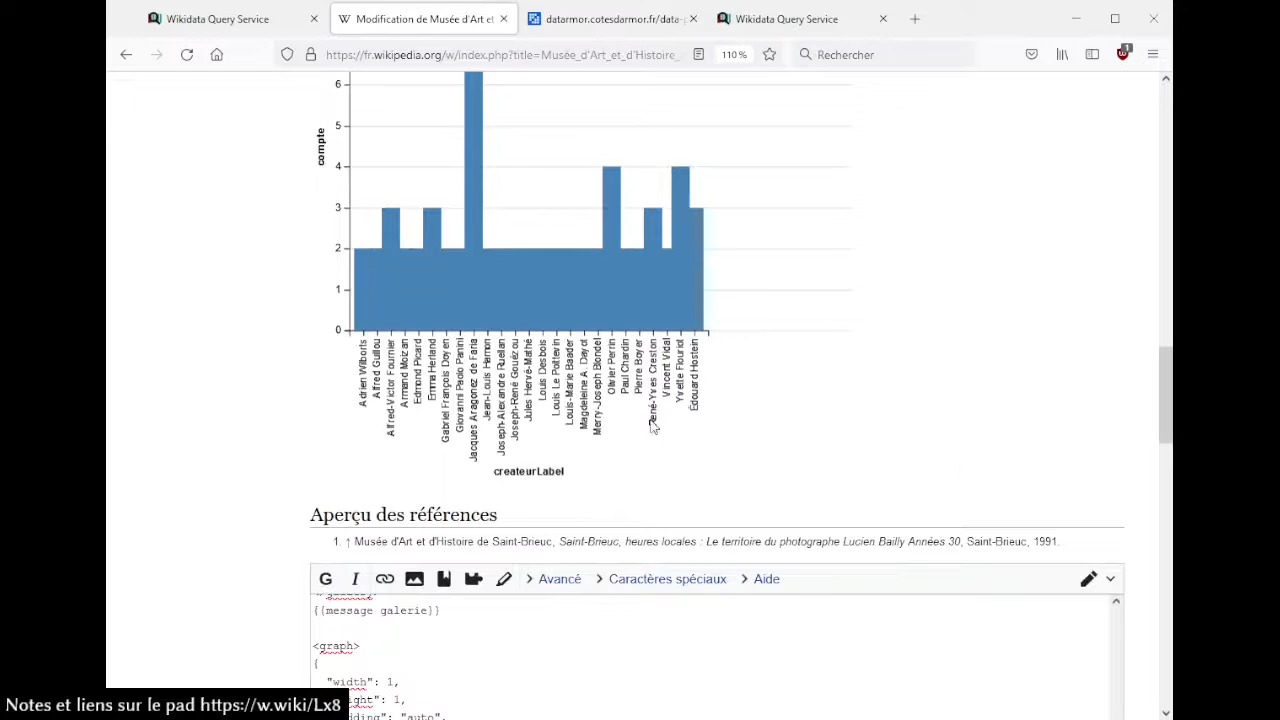 Wikidata Query Service
Modification de Musée d'Art et
datarmor.cotesdarmor.fr/data-
Wikidata Query Service
https://fr.wikipedia.org/w/index.php?title=Musée_d'Art_et_d'Histoire_
110 %
Rechercher
1
6
5
4
3
2
1
0
compte
Adrien Wilborts
Alfred Guillou
Alfred-Victor Fournier
Armand Moizan
Edmond Picard
Emma Herland
Gabriel François Doyen
Giovanni Paolo Panini
Jacques Aragonez de Faria
Jean-Louis Hamon
Joseph-Alexandre Ruellan
Joseph-René Gouézou
Jules Hervé-Mathé
Louis Desbois
Louis Le Poittevin
Louis-Marie Baader
Magdeleine A. Dayot
Merry-Joseph Blondel
Olivier Perrin
Paul Chardin
Pierre Boyer
René-Yves Creston
Vincent Vidal
Yvette Fleuriot
Édouard Hostein
createurLabel
Aperçu des références
1. ↑ Musée d'Art et d'Histoire de Saint-Brieuc, Saint-Brieuc, heures locales : Le territoire du photographe Lucien Bailly Années 30, Saint-Brieuc, 1991.
G I Avancé Caractères spéciaux Aide
{{message galerie}}
<graph>
{
"width": 1,
ight": 1,
dding": "auto",
Notes et liens sur le pad https://w.wiki/Lx8